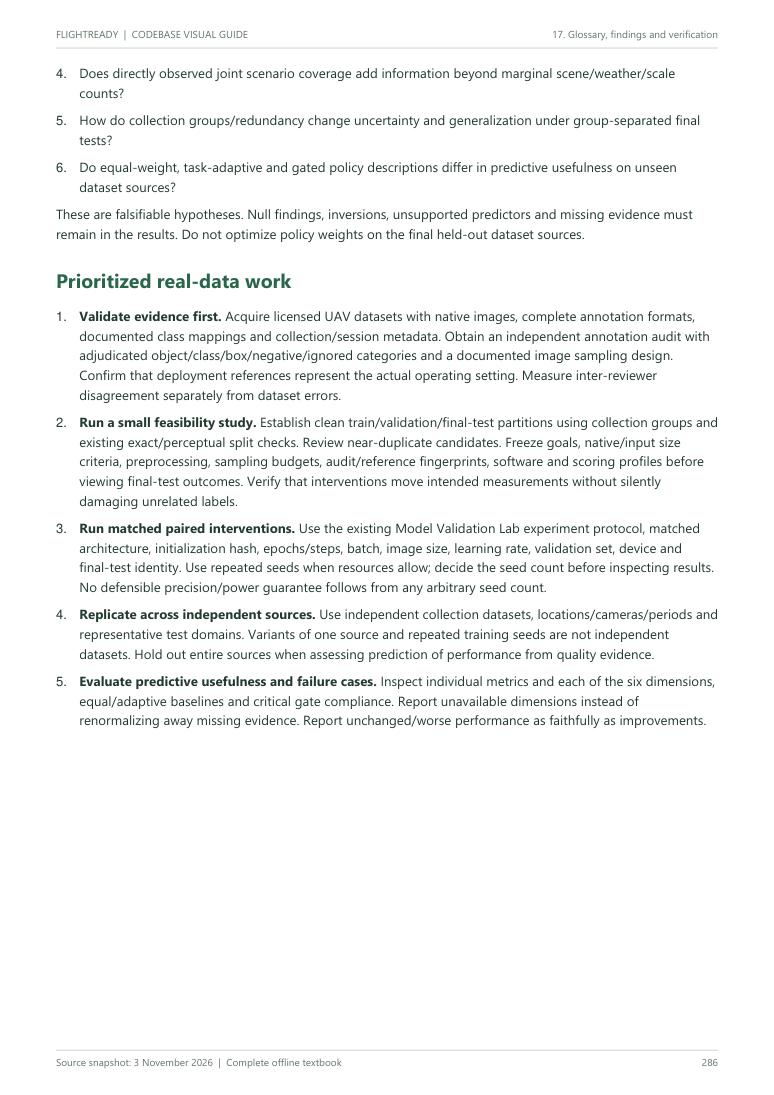 FLIGHTREADY | CODEBASE VISUAL GUIDE
17. Glossary, findings and verification
4. Does directly observed joint scenario coverage add information beyond marginal scene/weather/scale
counts?
5. How do collection groups/redundancy change uncertainty and generalization under group-separated final
tests?
6. Do equal-weight, task-adaptive and gated policy descriptions differ in predictive usefulness on unseen
dataset sources?
These are falsifiable hypotheses. Null findings, inversions, unsupported predictors and missing evidence must
remain in the results. Do not optimize policy weights on the final held-out dataset sources.
Prioritized real-data work
1. Validate evidence first. Acquire licensed UAV datasets with native images, complete annotation formats,
documented class mappings and collection/session metadata. Obtain an independent annotation audit with
adjudicated object/class/box/negative/ignored categories and a documented image sampling design.
Confirm that deployment references represent the actual operating setting. Measure inter-reviewer
disagreement separately from dataset errors.
2. Run a small feasibility study. Establish clean train/validation/final-test partitions using collection groups and
existing exact/perceptual split checks. Review near-duplicate candidates. Freeze goals, native/input size
criteria, preprocessing, sampling budgets, audit/reference fingerprints, software and scoring profiles before
viewing final-test outcomes. Verify that interventions move intended measurements without silently
damaging unrelated labels.
3. Run matched paired interventions. Use the existing Model Validation Lab experiment protocol, matched
architecture, initialization hash, epochs/steps, batch, image size, learning rate, validation set, device and
final-test identity. Use repeated seeds when resources allow; decide the seed count before inspecting results.
No defensible precision/power guarantee follows from any arbitrary seed count.
4. Replicate across independent sources. Use independent collection datasets, locations/cameras/periods and
representative test domains. Variants of one source and repeated training seeds are not independent
datasets. Hold out entire sources when assessing prediction of performance from quality evidence.
5. Evaluate predictive usefulness and failure cases. Inspect individual metrics and each of the six dimensions,
equal/adaptive baselines and critical gate compliance. Report unavailable dimensions instead of
renormalizing away missing evidence. Report unchanged/worse performance as faithfully as improvements.
Source snapshot: 3 November 2026 | Complete offline textbook
286